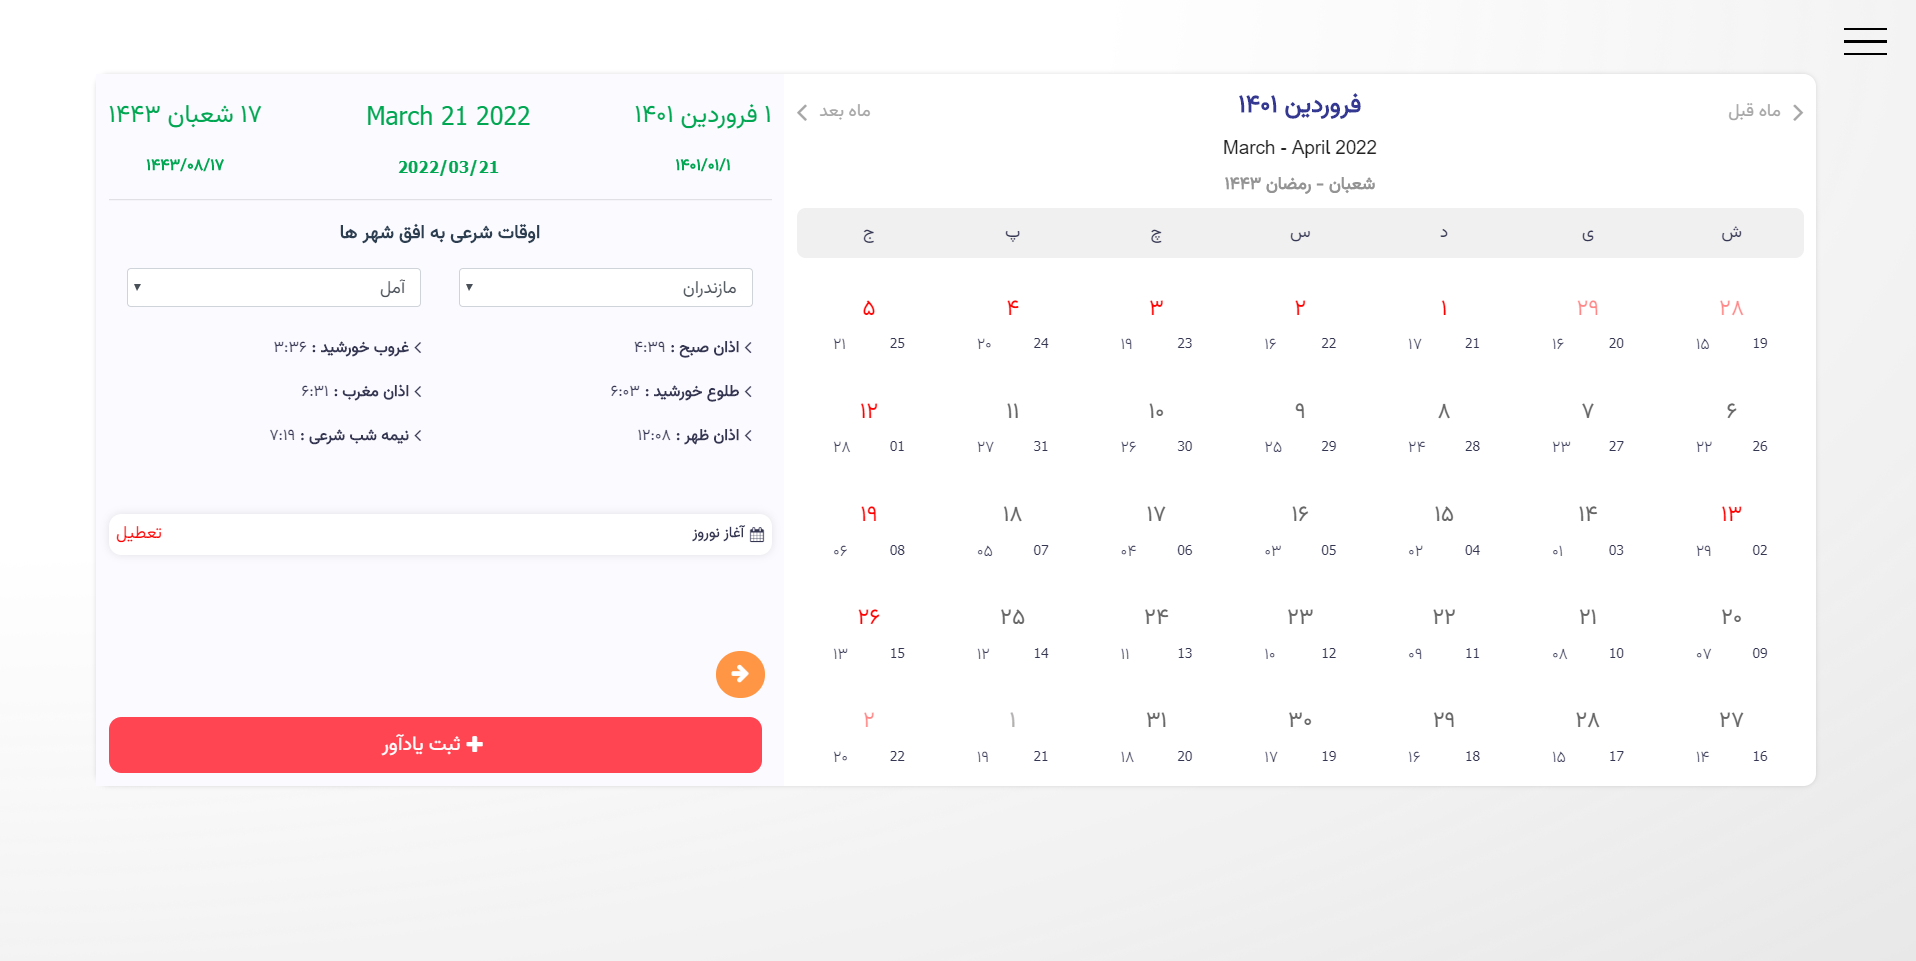 ماه قبل
فروردین ۱۴۰۱
ماه بعد
March - April 2022
شعبان - رمضان ۱۴۴۳
ش ی د س چ پ ج
۲۸ ۲۹ ۱ ۲ ۳ ۴ ۵
19 ۱۵ 20 ۱۶ 21 ۱۷ 22 ۱۶ 23 ۱۹ 24 ۲۰ 25 ۲۱
۶ ۷ ۸ ۹ ۱۰ ۱۱ ۱۲
26 ۲۲ 27 ۲۳ 28 ۲۴ 29 ۲۵ 30 ۲۶ 31 ۲۷ 01 ۲۸
۱۳ ۱۴ ۱۵ ۱۶ ۱۷ ۱۸ ۱۹
02 ۲۹ 03 ۰۱ 04 ۰۲ 05 ۰۳ 06 ۰۴ 07 ۰۵ 08 ۰۶
۲۰ ۲۱ ۲۲ ۲۳ ۲۴ ۲۵ ۲۶
09 ۰۷ 10 ۰۸ 11 ۰۹ 12 ۱۰ 13 ۱۱ 14 ۱۲ 15 ۱۳
۲۷ ۲۸ ۲۹ ۳۰ ۳۱ ۱ ۲
16 ۱۴ 17 ۱۵ 18 ۱۶ 19 ۱۷ 20 ۱۸ 21 ۱۹ 22 ۲۰
۱ فروردین ۱۴۰۱
March 21 2022
۱۷ شعبان ۱۴۴۳
۱۴۰۱/۰۱/۱
2022/03/21
۱۴۴۳/۰۸/۱۷
اوقات شرعی به افق شهر ها
مازندران
آمل
اذان صبح : ۴:۳۹
غروب خورشید : ۳:۳۶
طلوع خورشید : ۶:۰۳
اذان مغرب : ۶:۳۱
اذان ظهر : ۱۲:۰۸
نیمه شب شرعی : ۷:۱۹
آغاز نوروز
تعطیل
ثبت یادآور